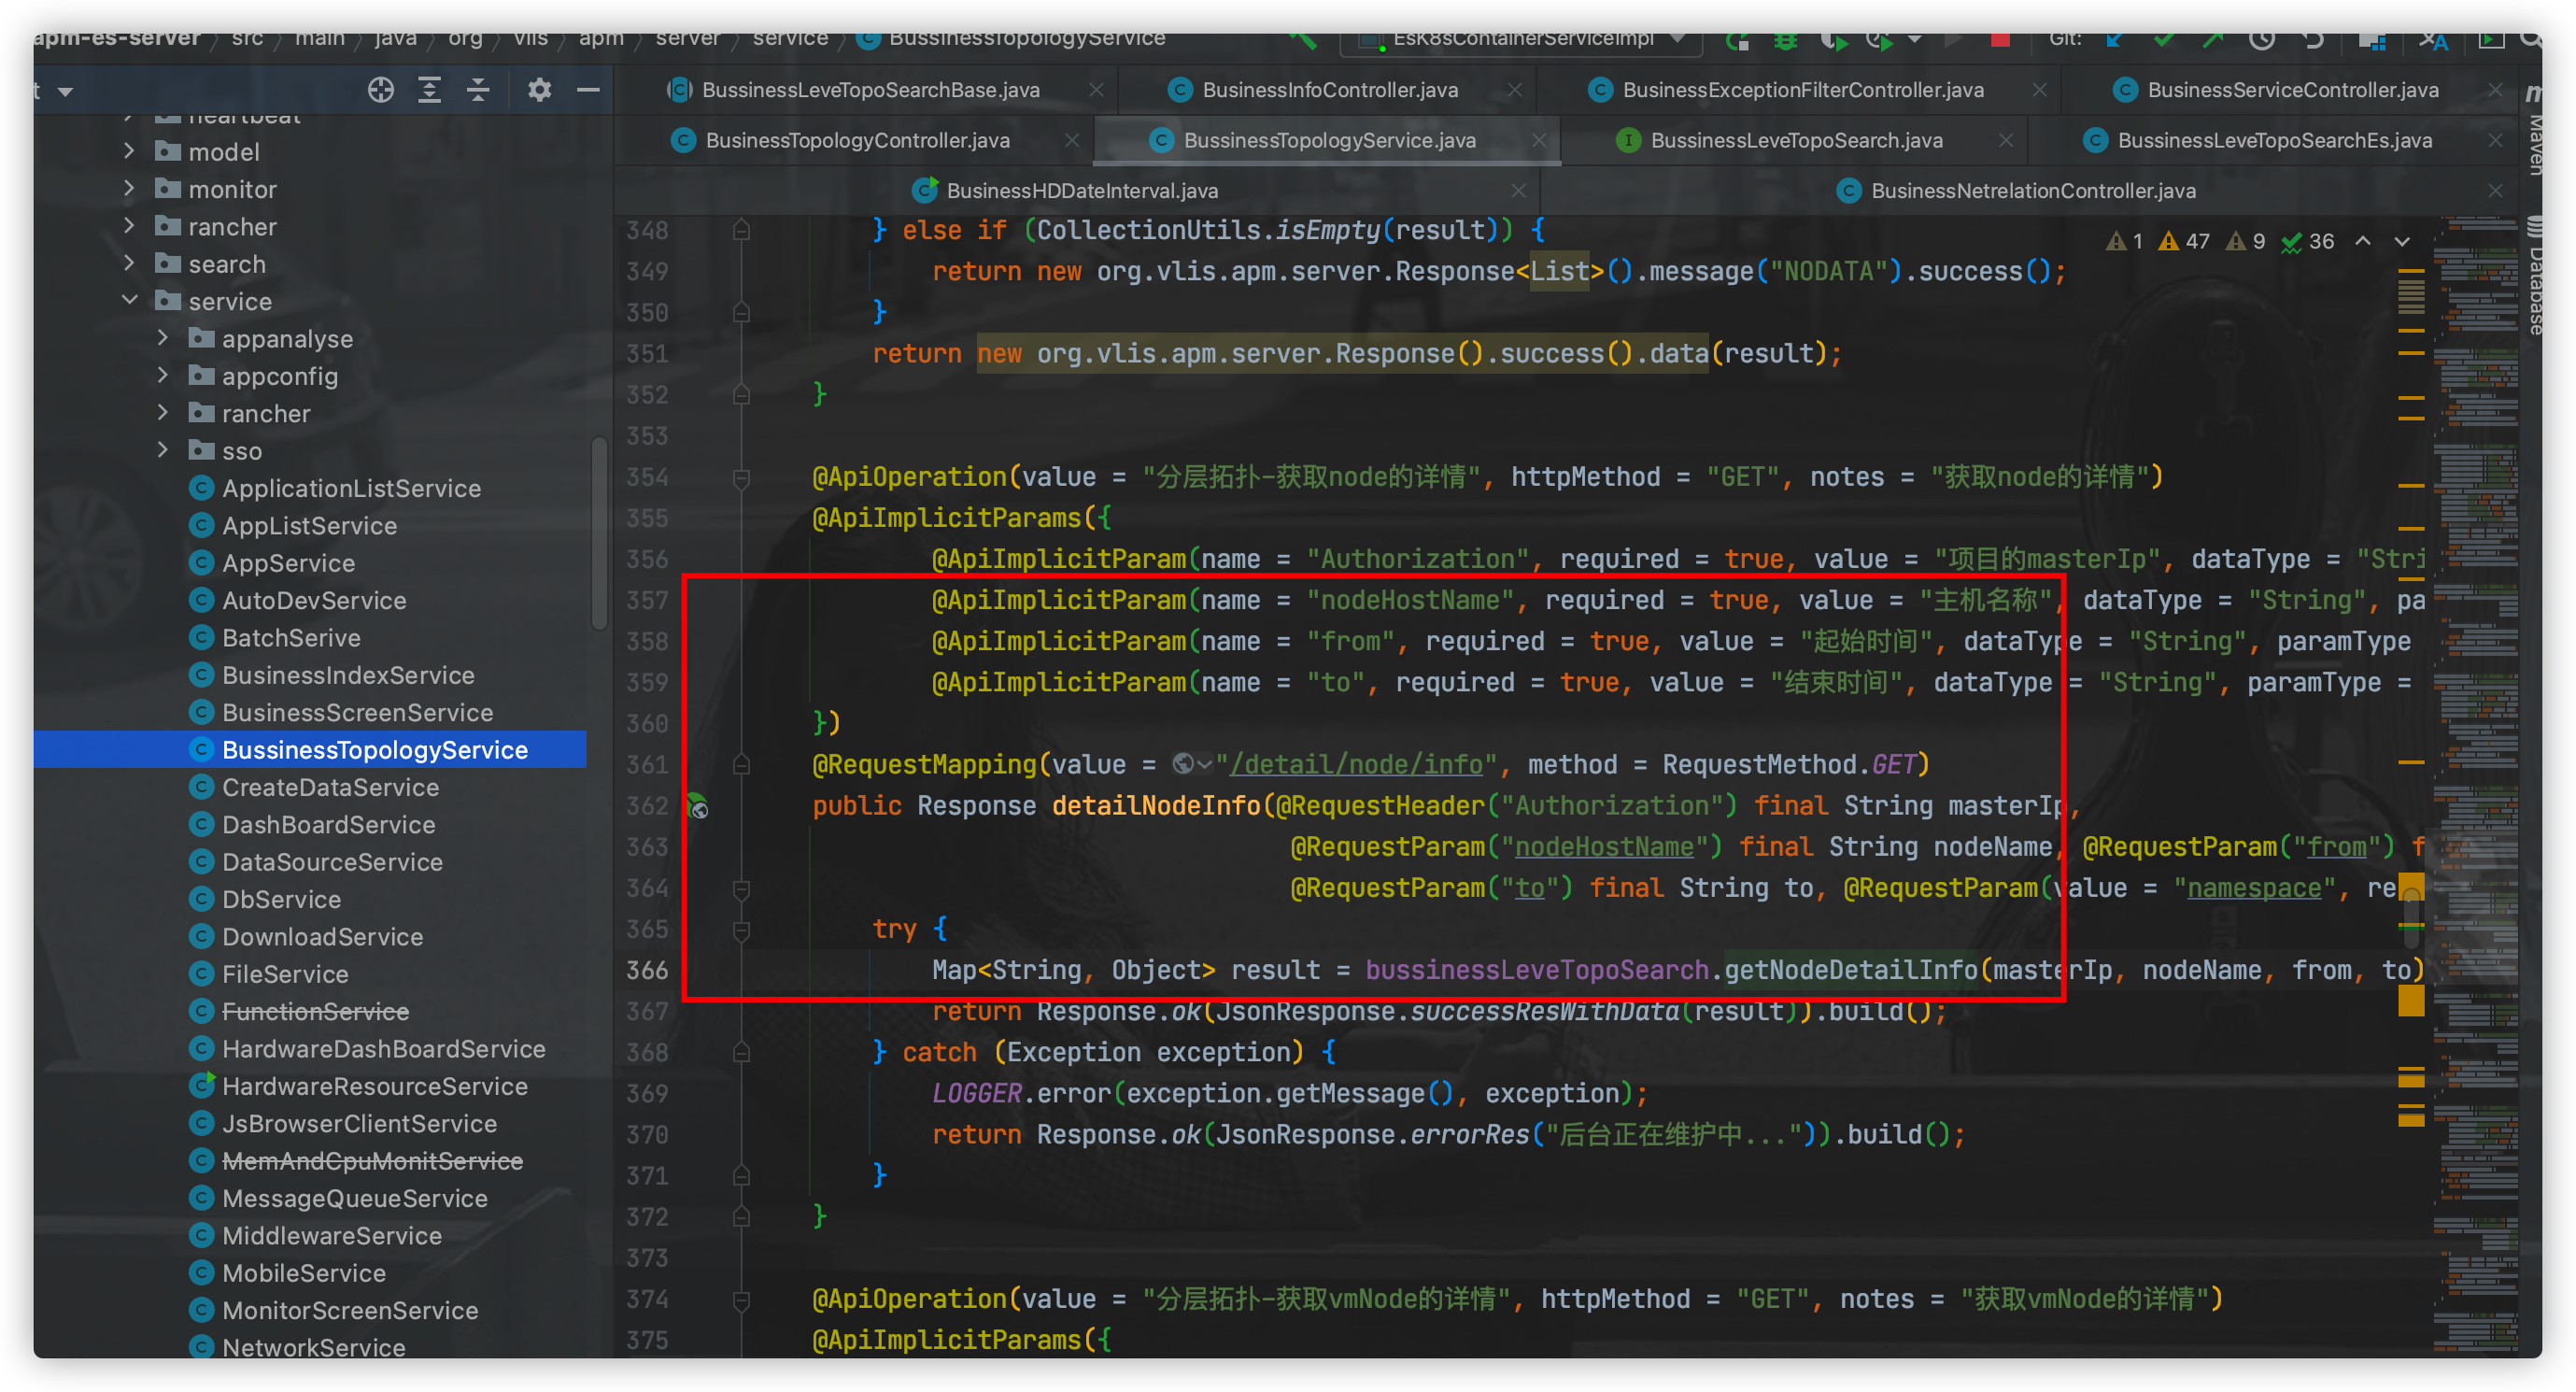 apm-es-server src main java org vlis apm server service BussinessTopologyService
EsK8sContainerServiceImpl
Git:
BussinessLeveTopoSearchBase.java
BusinessInfoController.java
BusinessExceptionFilterController.java
BusinessServiceController.java
BusinessTopologyController.java
BussinessTopologyService.java
BussinessLeveTopoSearch.java
BussinessLeveTopoSearchEs.java
BusinessHDDateInterval.java
BusinessNetrelationController.java
Maven
Database
heartbeat
model
monitor
rancher
search
service
appanalyse
appconfig
rancher
sso
ApplicationListService
AppListService
AppService
AutoDevService
BatchSerive
BusinessIndexService
BusinessScreenService
BussinessTopologyService
CreateDataService
DashBoardService
DataSourceService
DbService
DownloadService
FileService
FunctionService
HardwareDashBoardService
HardwareResourceService
JsBrowserClientService
MemAndCpuMonitService
MessageQueueService
MiddlewareService
MobileService
MonitorScreenService
NetworkService
1 47 9 36
348 } else if (CollectionUtils.isEmpty(result)) {
349 return new org.vlis.apm.server.Response<List>().message("NODATA").success();
350 }
351 return new org.vlis.apm.server.Response().success().data(result);
352 }
353
354 @ApiOperation(value = "分层拓扑-获取node的详情", httpMethod = "GET", notes = "获取node的详情")
355 @ApiImplicitParams({
356 @ApiImplicitParam(name = "Authorization", required = true, value = "项目的masterIp", dataType = "Stri
357 @ApiImplicitParam(name = "nodeHostName", required = true, value = "主机名称", dataType = "String", pa
358 @ApiImplicitParam(name = "from", required = true, value = "起始时间", dataType = "String", paramType
359 @ApiImplicitParam(name = "to", required = true, value = "结束时间", dataType = "String", paramType =
360 })
361 @RequestMapping(value = "/detail/node/info", method = RequestMethod.GET)
362 public Response detailNodeInfo(@RequestHeader("Authorization") final String masterIp,
363 @RequestParam("nodeHostName") final String nodeName, @RequestParam("from") f
364 @RequestParam("to") final String to, @RequestParam(value = "namespace", re
365 try {
366 Map<String, Object> result = bussinessLeveTopoSearch.getNodeDetailInfo(masterIp, nodeName, from, to)
367 return Response.ok(JsonResponse.successResWithData(result)).build();
368 } catch (Exception exception) {
369 LOGGER.error(exception.getMessage(), exception);
370 return Response.ok(JsonResponse.errorRes("后台正在维护中...")).build();
371 }
372 }
373
374 @ApiOperation(value = "分层拓扑-获取vmNode的详情", httpMethod = "GET", notes = "获取vmNode的详情")
375 @ApiImplicitParams({